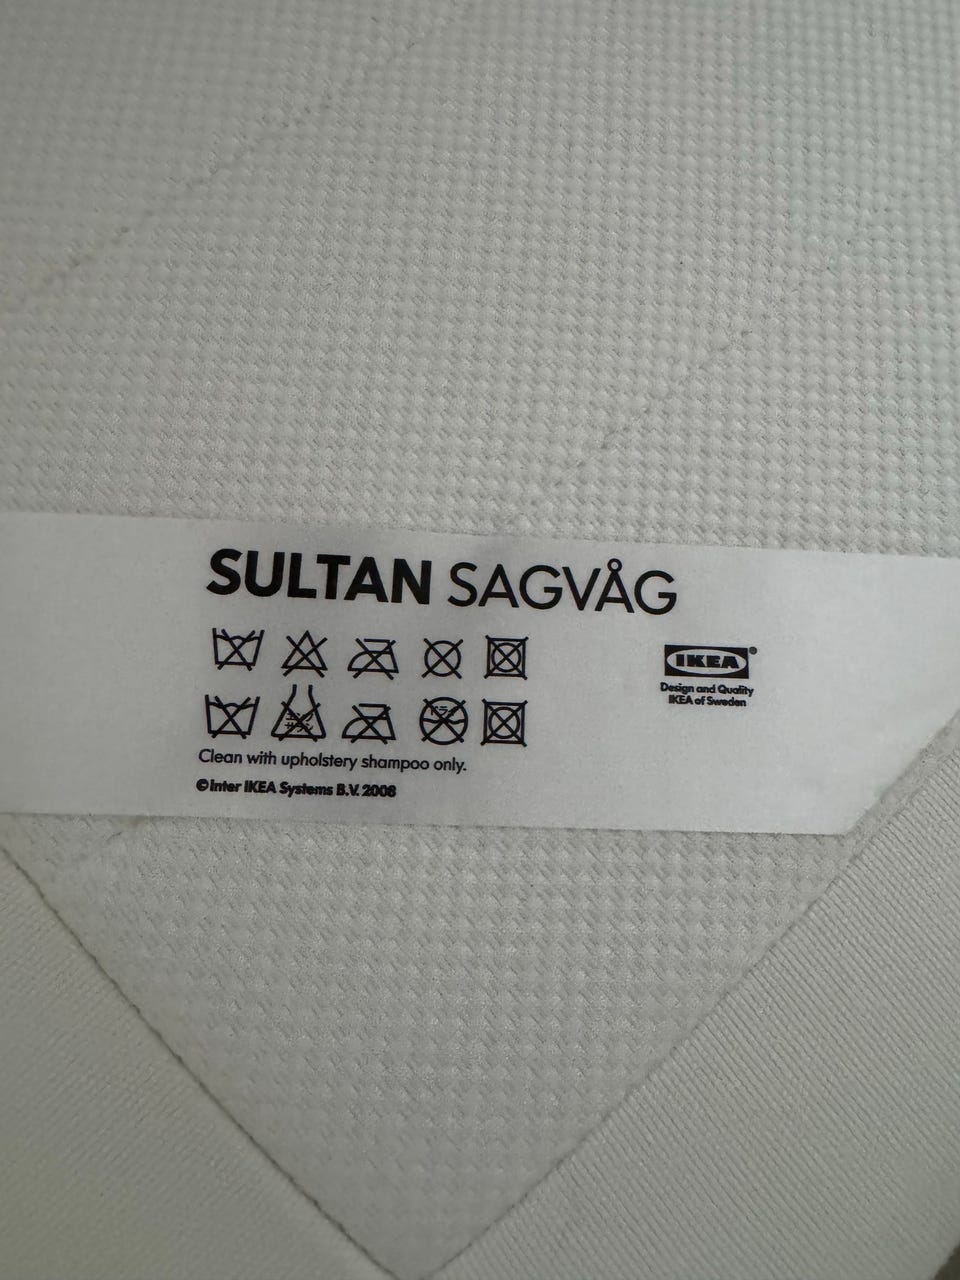 SULTAN SAGVÅG
IKEA®
Design and Quality
IKEA of Sweden
Clean with upholstery shampoo only.
© Inter IKEA Systems B.V. 2008